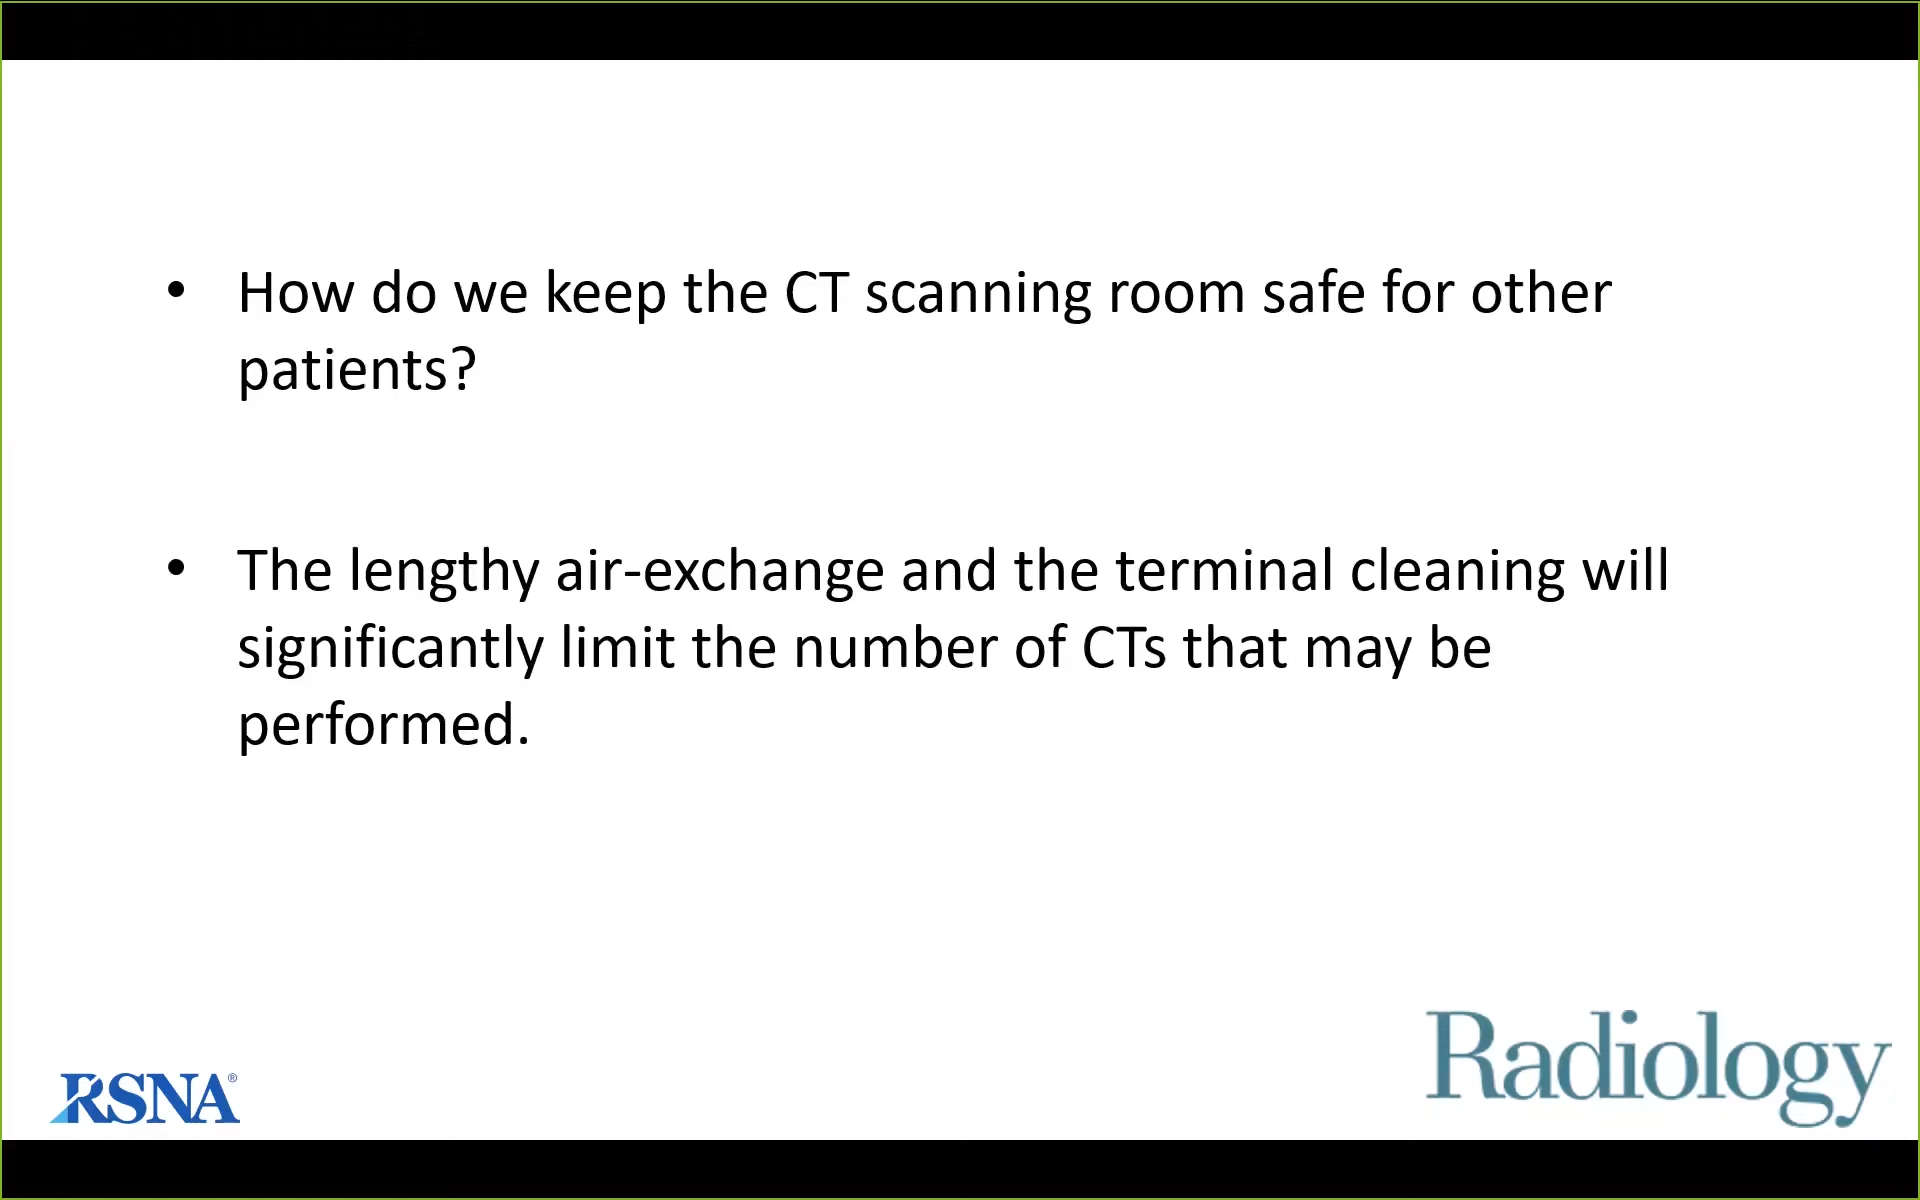 • How do we keep the CT scanning room safe for other
patients?
• The lengthy air-exchange and the terminal cleaning will
significantly limit the number of CTs that may be
performed.
Radiology
RSNA®